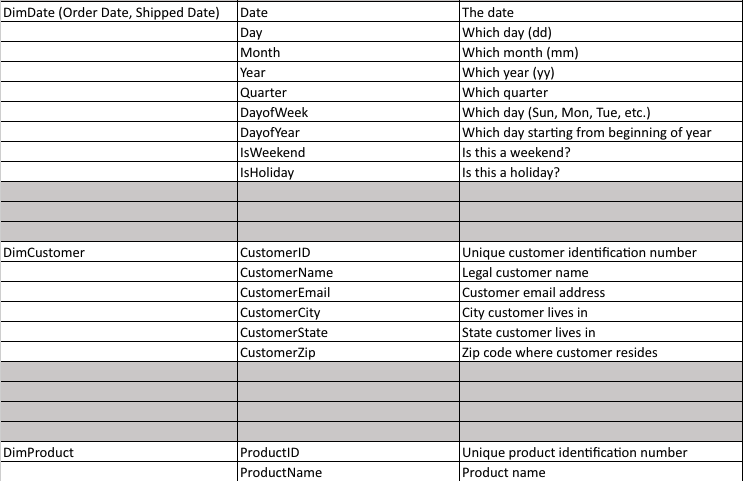 DimDate (Order Date, Shipped Date) Date The date
Day Which day (dd)
Month Which month (mm)
Year Which year (yy)
Quarter Which quarter
DayofWeek Which day (Sun, Mon, Tue, etc.)
DayofYear Which day starting from beginning of year
IsWeekend Is this a weekend?
IsHoliday Is this a holiday?
DimCustomer CustomerID Unique customer identification number
CustomerName Legal customer name
CustomerEmail Customer email address
CustomerCity City customer lives in
CustomerState State customer lives in
CustomerZip Zip code where customer resides
DimProduct ProductID Unique product identification number
ProductName Product name